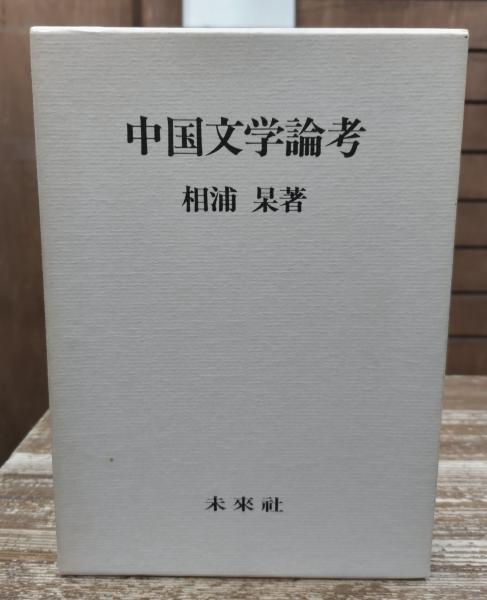 中国文学論考
相浦 杲著
未來社